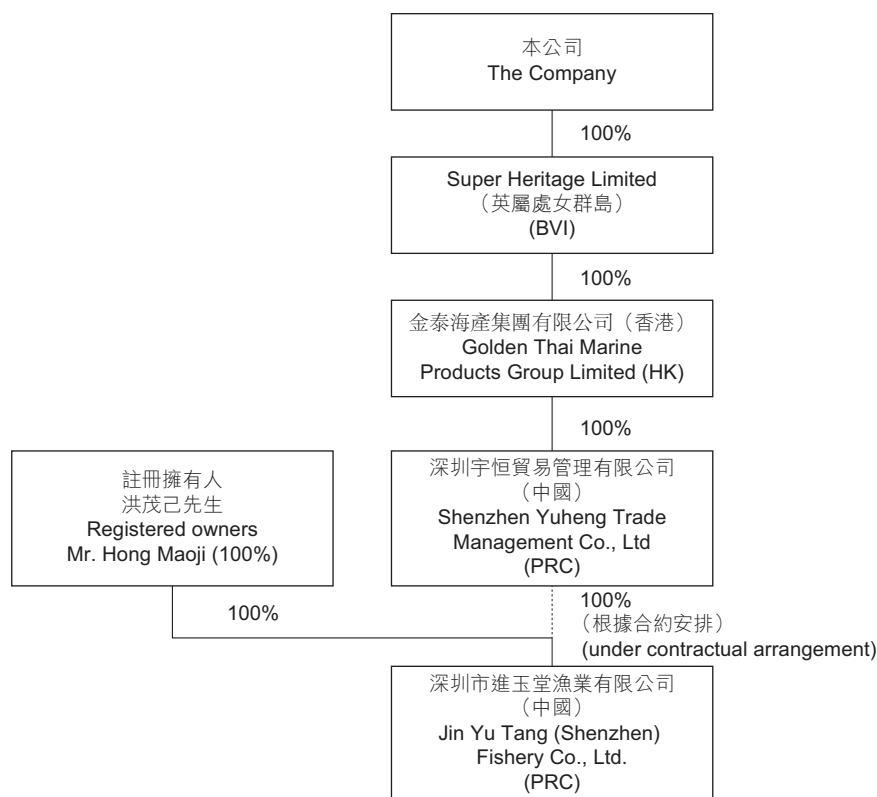 本公司
The Company
100%
Super Heritage Limited
（英屬處女群島）
(BVI)
100%
金泰海產集團有限公司（香港）
Golden Thai Marine
Products Group Limited (HK)
100%
註冊擁有人
洪茂己先生
Registered owners
Mr. Hong Maoji (100%)
深圳宇恒貿易管理有限公司
（中國）
Shenzhen Yuheng Trade
Management Co., Ltd
(PRC)
100%
100%
（根據合約安排）
(under contractual arrangement)
深圳市進玉堂漁業有限公司
（中國）
Jin Yu Tang (Shenzhen)
Fishery Co., Ltd.
(PRC)